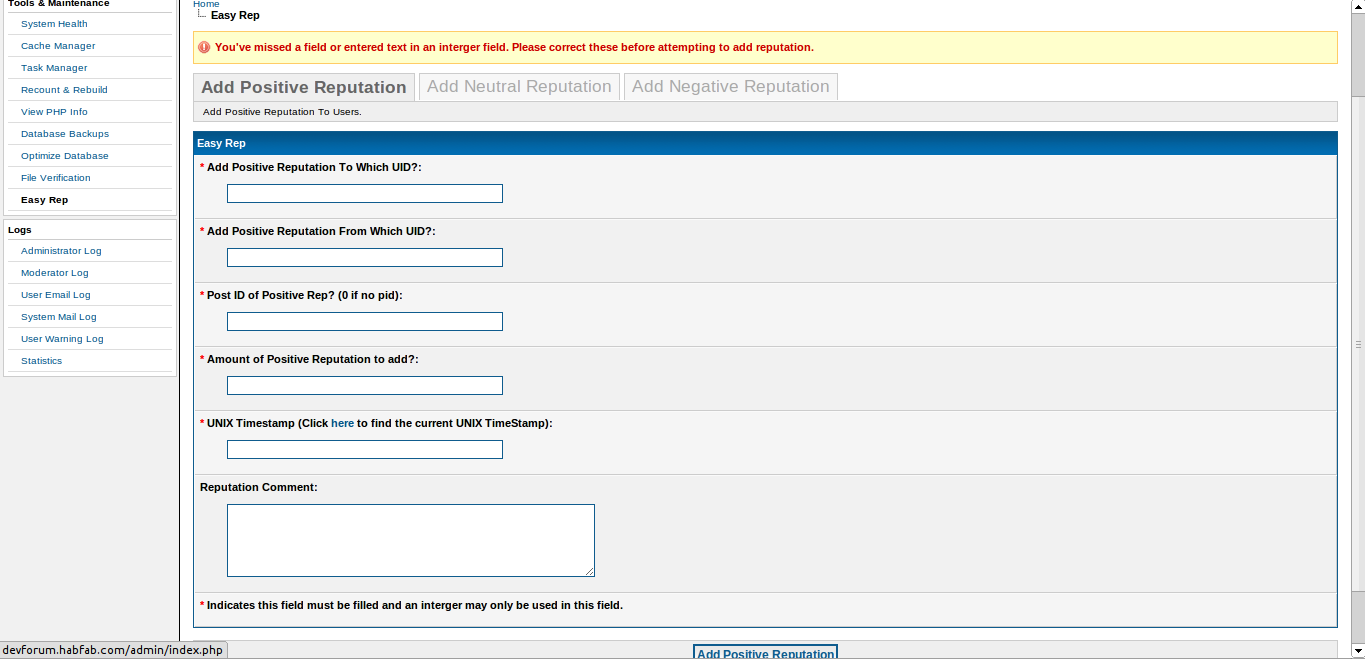 Tools & Maintenance
System Health
Cache Manager
Task Manager
Recount & Rebuild
View PHP Info
Database Backups
Optimize Database
File Verification
Easy Rep
Logs
Administrator Log
Moderator Log
User Email Log
System Mail Log
User Warning Log
Statistics
Home
Easy Rep
You've missed a field or entered text in an interger field. Please correct these before attempting to add reputation.
Add Positive Reputation Add Neutral Reputation Add Negative Reputation
Add Positive Reputation To Users.
Easy Rep
* Add Positive Reputation To Which UID?:
* Add Positive Reputation From Which UID?:
* Post ID of Positive Rep? (0 if no pid):
* Amount of Positive Reputation to add?:
* UNIX Timestamp (Click here to find the current UNIX TimeStamp):
Reputation Comment:
* Indicates this field must be filled and an interger may only be used in this field.
Add Positive Reputation
devforum.habfab.com/admin/index.php